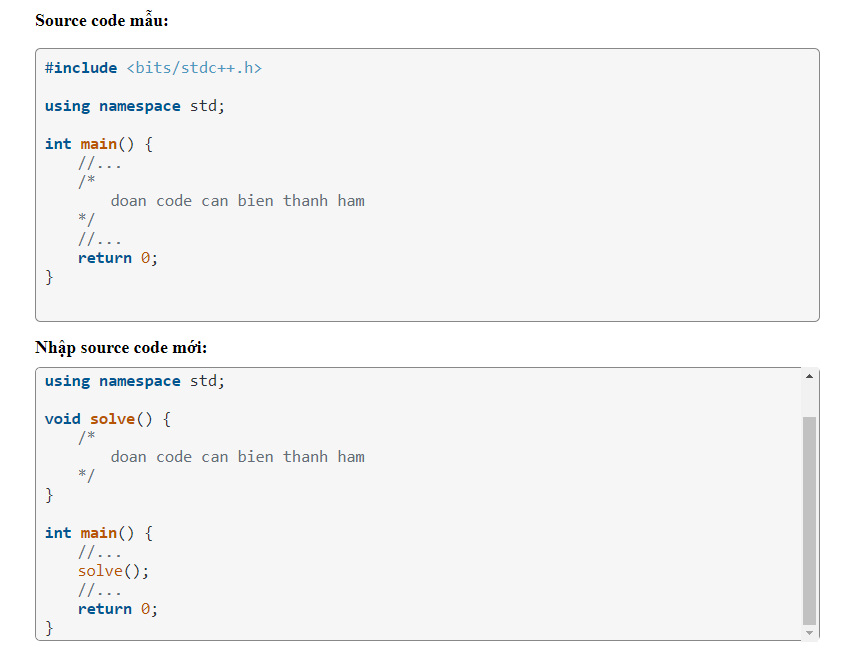 Source code mẫu:
#include <bits/stdc++.h>
using namespace std;
int main() {
//...
/*
doan code can bien thanh ham
*/
//...
return 0;
}
Nhập source code mới:
using namespace std;
void solve() {
/*
doan code can bien thanh ham
*/
}
int main() {
//...
solve();
//...
return 0;
}